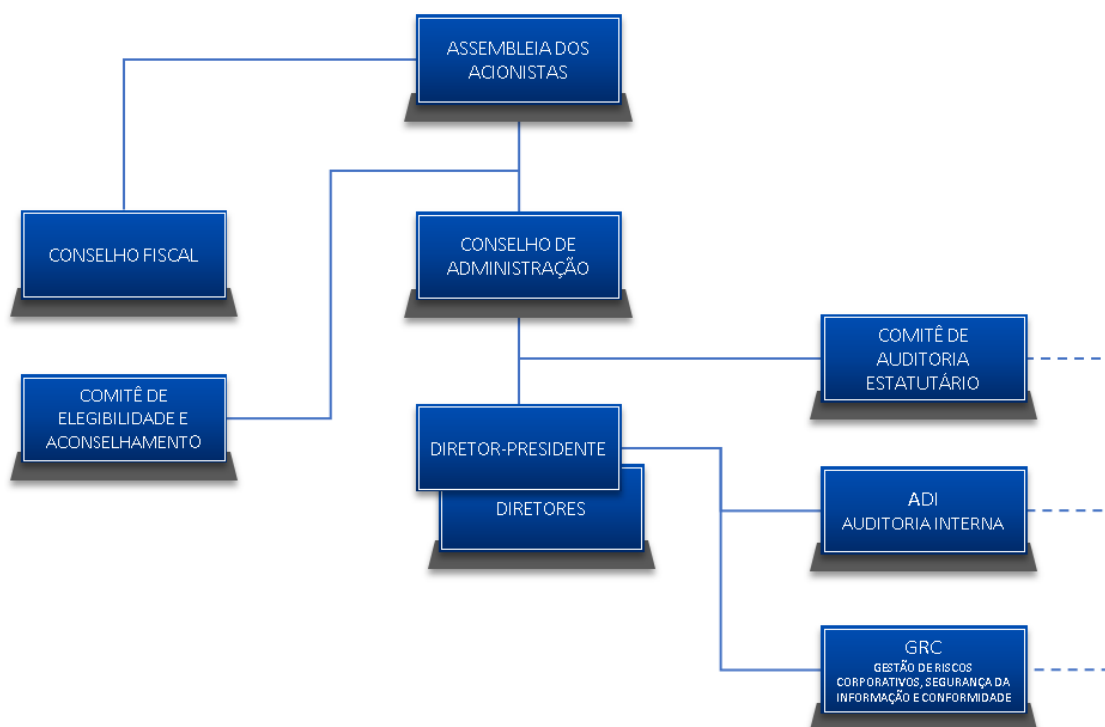 ASSEMBLEIA DOS
ACIONISTAS
CONSELHO FISCAL
CONSELHO DE
ADMINISTRAÇÃO
COMITÊ DE
AUDITORIA
ESTATUTÁRIO
COMITÊ DE
ELEGIBILIDADE E
ACONSELHAMENTO
DIRETOR-PRESIDENTE
DIRETORES
ADI
AUDITORIA INTERNA
GRC
GESTÃO DE RISCOS
CORPORATIVOS, SEGURANÇA DA
INFORMAÇÃO E CONFORMIDADE